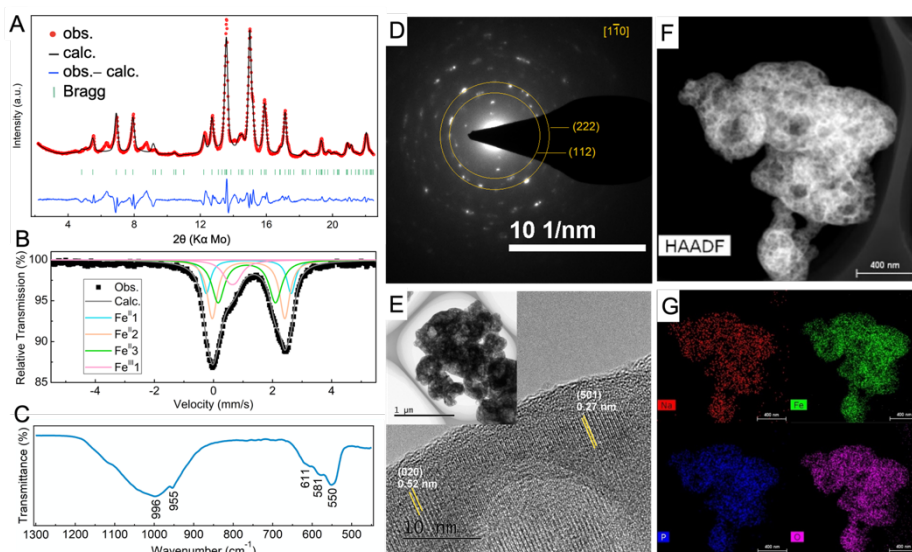 A
obs.
calc.
obs.– calc.
Bragg
Intensity (a.u.)
4 8 12 16 20
2θ (Kα Mo)
B
Relative Transmission (%)
100
95
90
85
Obs.
Calc.
Feᴵᴵ1
Feᴵᴵ2
Feᴵᴵ3
Feᴵᴵᴵ1
-4 -2 0 2 4
Velocity (mm/s)
C
Transmittance (%)
996
955
611
581
550
1300 1200 1100 1000 900 800 700 600 500
Wavenumber (cm⁻¹)
D
[11̅0]
(222)
(112)
10 1/nm
E
1 μm
(501)
0.27 nm
(020)
0.52 nm
10 nm
F
HAADF
400 nm
G
Na
400 nm
Fe
400 nm
P
400 nm
O
400 nm